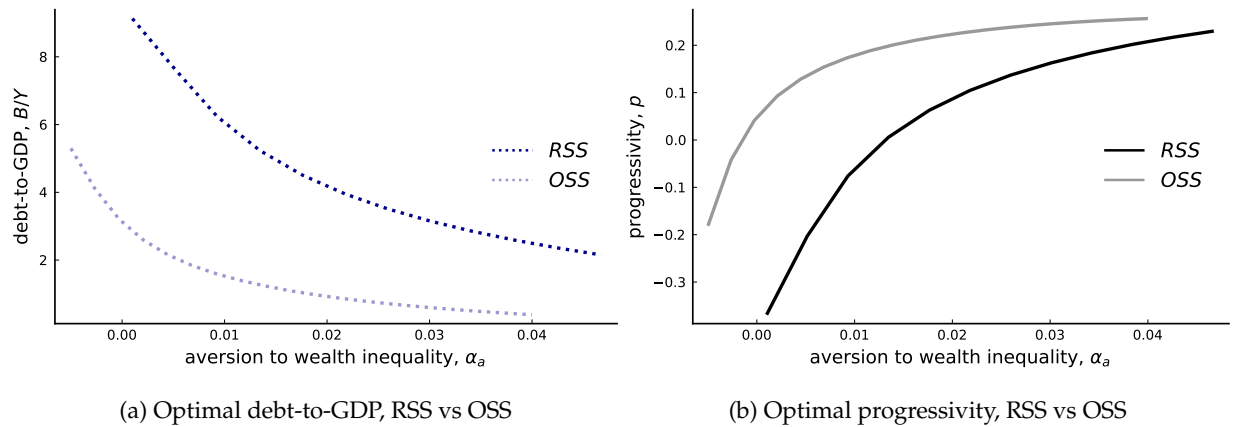 debt-to-GDP, B/Y
8
6
4
2
RSS
OSS
0.00 0.01 0.02 0.03 0.04
aversion to wealth inequality, αₐ
(a) Optimal debt-to-GDP, RSS vs OSS
progressivity, p
0.2
0.1
0.0
−0.1
−0.2
−0.3
RSS
OSS
0.00 0.01 0.02 0.03 0.04
aversion to wealth inequality, αₐ
(b) Optimal progressivity, RSS vs OSS